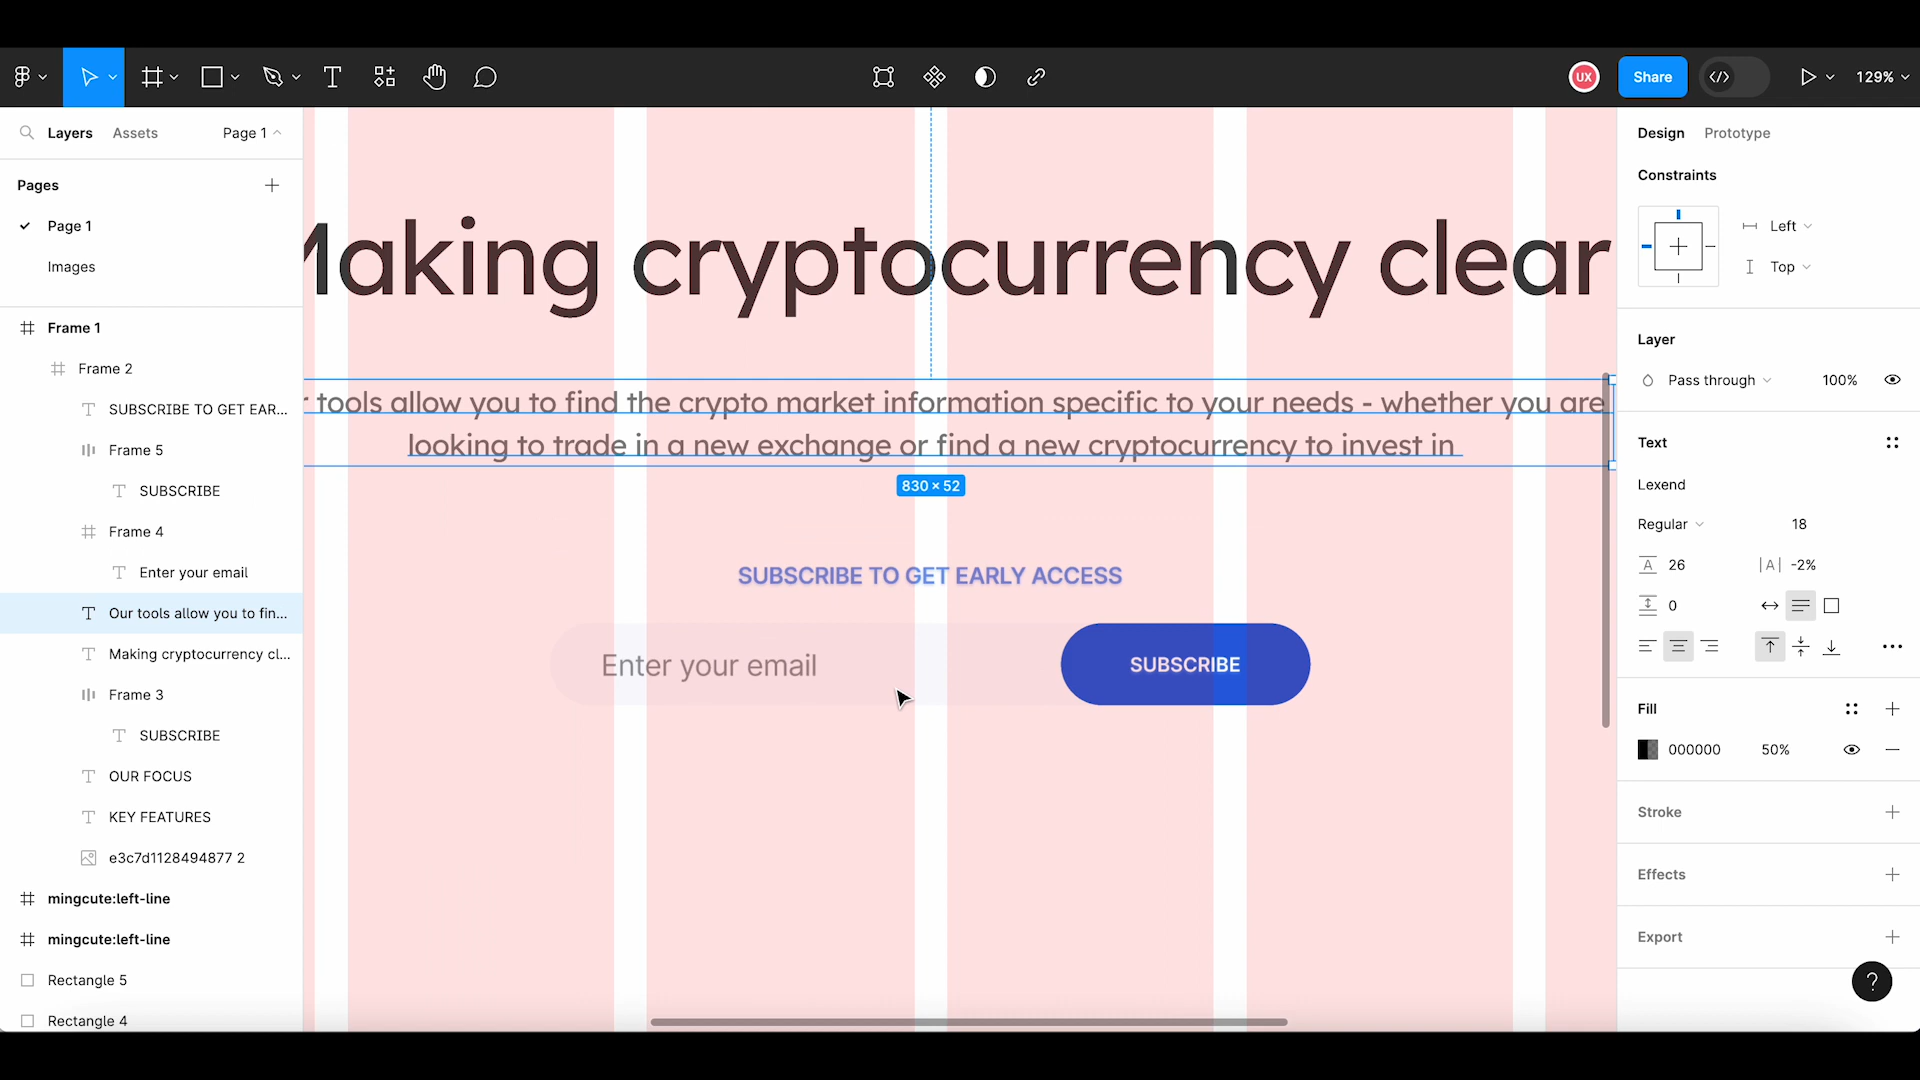 UX
Share
129%
Layers
Assets
Page 1
Pages
Page 1
Images
Frame 1
Frame 2
SUBSCRIBE TO GET EAR...
Frame 5
SUBSCRIBE
Frame 4
Enter your email
Our tools allow you to fin...
Making cryptocurrency cl...
Frame 3
SUBSCRIBE
OUR FOCUS
KEY FEATURES
e3c7d1128494877 2
mingcute:left-line
mingcute:left-line
Rectangle 5
Rectangle 4
Making cryptocurrency clear
r tools allow you to find the crypto market information specific to your needs - whether you are
looking to trade in a new exchange or find a new cryptocurrency to invest in
830 × 52
SUBSCRIBE TO GET EARLY ACCESS
Enter your email
SUBSCRIBE
Design
Prototype
Constraints
Left
Top
Layer
Pass through
100%
Text
Lexend
Regular
18
A 26
|A| -2%
0
Fill
000000
50%
Stroke
Effects
Export
?